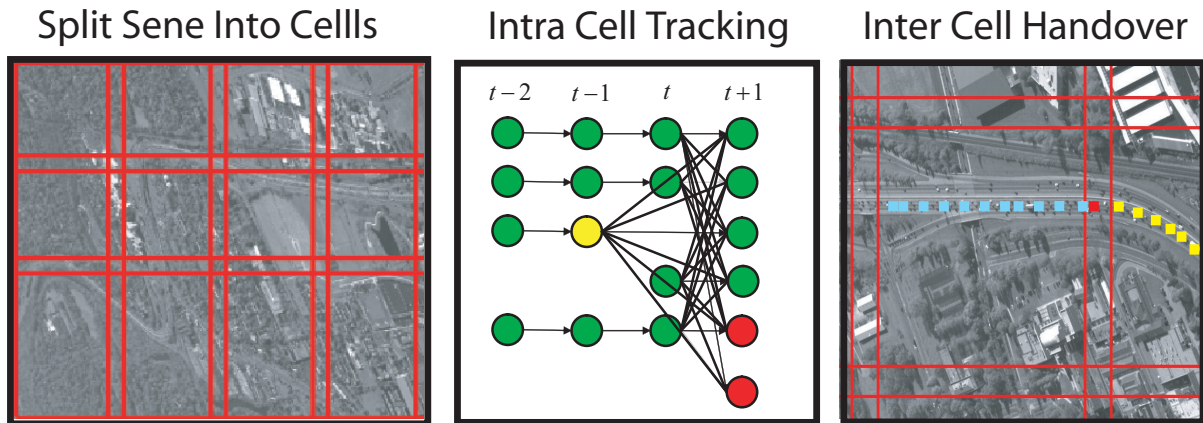 Split Sene Into Cellls
Intra Cell Tracking
Inter Cell Handover
t−2 t−1 t t+1